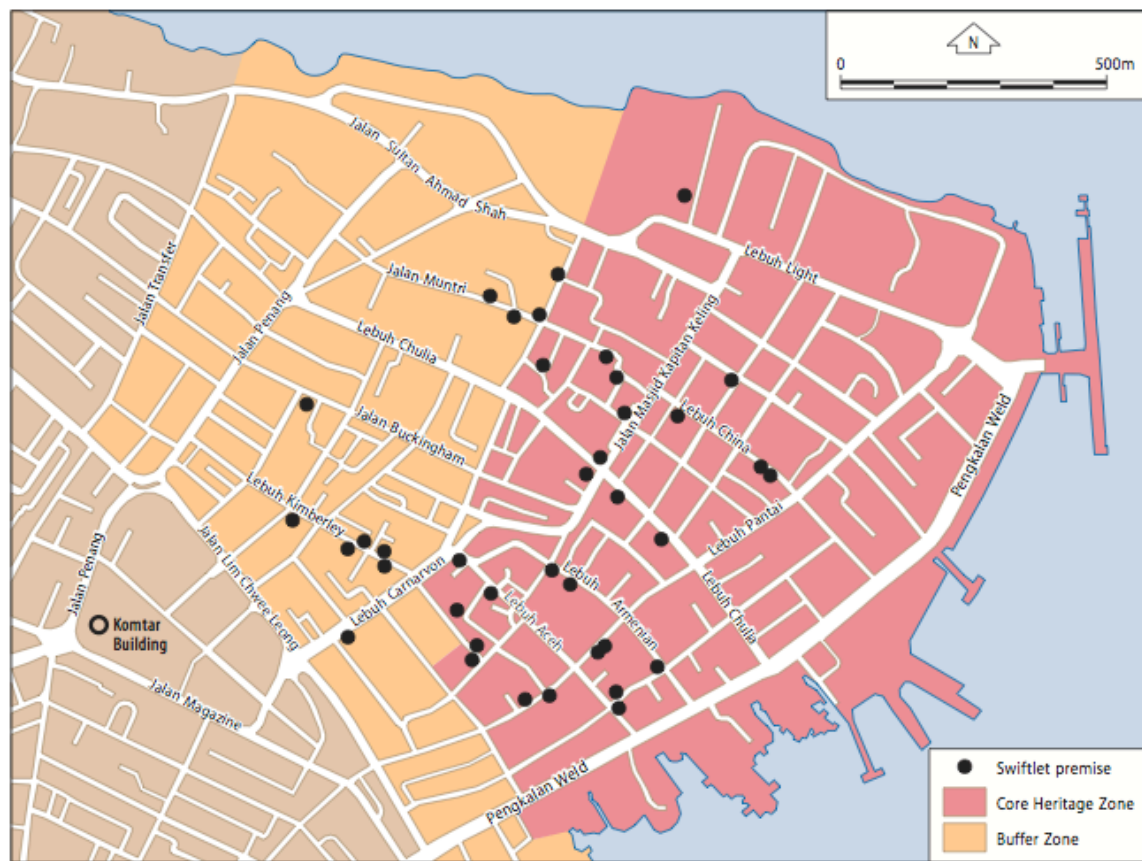 N
0
500m
Jalan Sultan Ahmad Shah
Jalan Transfer
Jalan Muntri
Lebuh Light
Jalan Penang
Lebuh Chulia
Jalan Masjid Kapitan Keling
Lebuh China
Jalan Buckingham
Pengkalan Weld
Lebuh Kimberley
Lebuh Pantai
Jalan Penang
Jalan Lim Chwee Leong
Lebuh Carnarvon
Lebuh Armenian
Lebuh Aceh
Lebuh Chulia
Komtar
Building
Jalan Magazine
Pengkalan Weld
Swiftlet premise
Core Heritage Zone
Buffer Zone